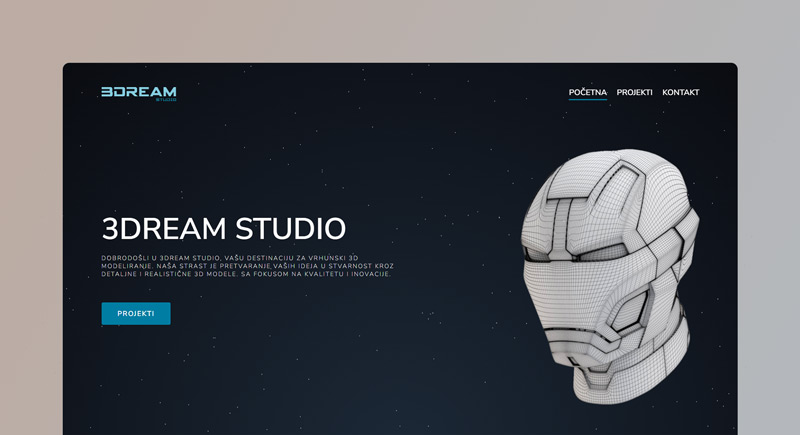 3DREAM
STUDIO
POČETNA PROJEKTI KONTAKT
3DREAM STUDIO
DOBRODOŠLI U 3DREAM STUDIO, VAŠU DESTINACIJU ZA VRHUNSKI 3D
MODELIRANJE. NAŠA STRAST JE PRETVARANJE VAŠIH IDEJA U STVARNOST KROZ
DETALJNE I REALISTIČNE 3D MODELE. SA FOKUSOM NA KVALITETU I INOVACIJE.
PROJEKTI